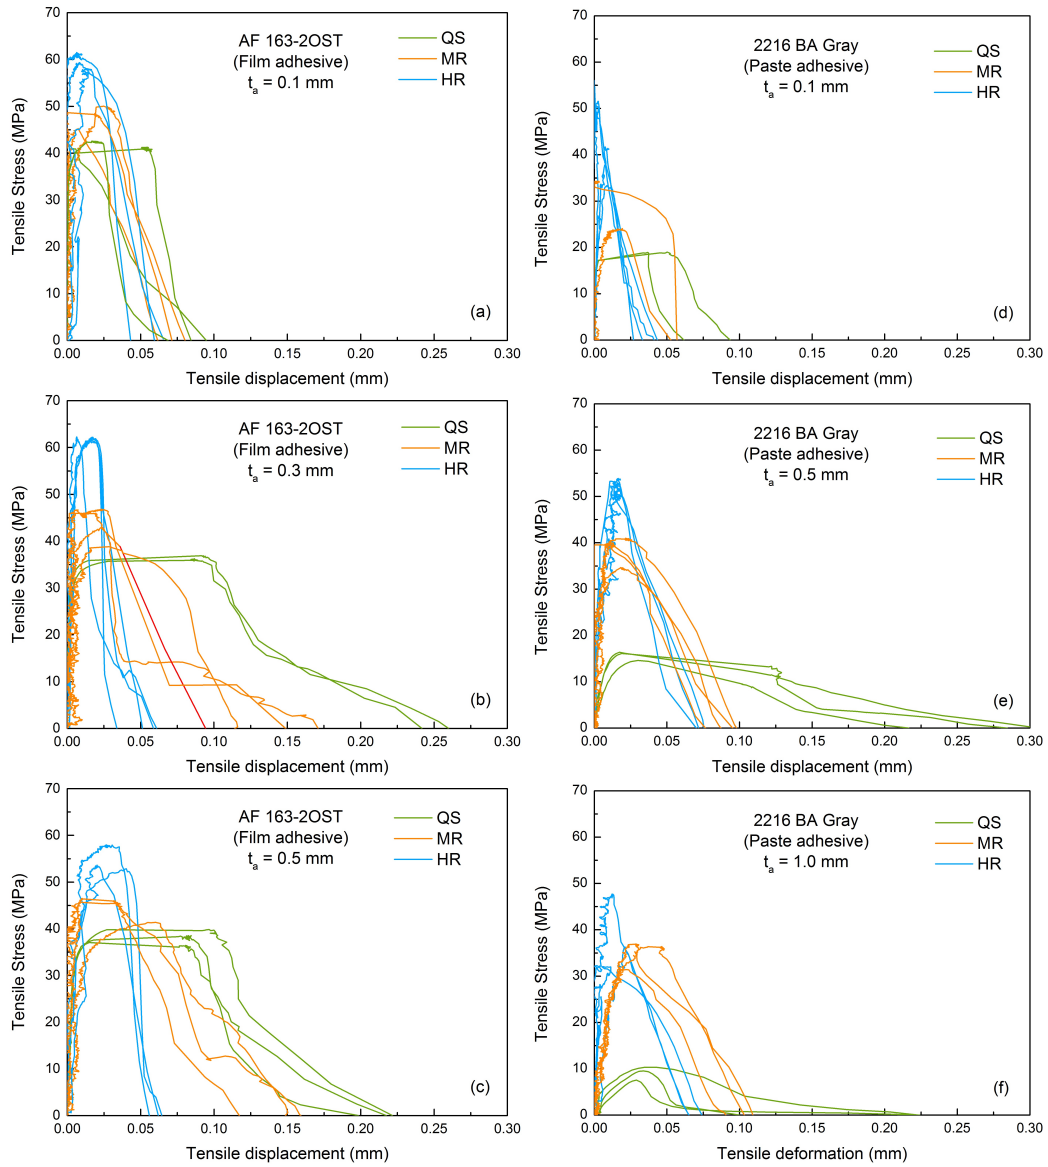 70
60
50
40
30
20
10
0
Tensile Stress (MPa)
AF 163-2OST
(Film adhesive)
ta = 0.1 mm
QS
MR
HR
(a)
0.00 0.05 0.10 0.15 0.20 0.25 0.30
Tensile displacement (mm)
70
60
50
40
30
20
10
0
Tensile Stress (MPa)
2216 BA Gray
(Paste adhesive)
ta = 0.1 mm
QS
MR
HR
(d)
0.00 0.05 0.10 0.15 0.20 0.25 0.30
Tensile displacement (mm)
70
60
50
40
30
20
10
0
Tensile Stress (MPa)
AF 163-2OST
(Film adhesive)
ta = 0.3 mm
QS
MR
HR
(b)
0.00 0.05 0.10 0.15 0.20 0.25 0.30
Tensile displacement (mm)
70
60
50
40
30
20
10
0
Tensile Stress (MPa)
2216 BA Gray
(Paste adhesive)
ta = 0.5 mm
QS
MR
HR
(e)
0.00 0.05 0.10 0.15 0.20 0.25 0.30
Tensile displacement (mm)
70
60
50
40
30
20
10
0
Tensile Stress (MPa)
AF 163-2OST
(Film adhesive)
ta = 0.5 mm
QS
MR
HR
(c)
0.00 0.05 0.10 0.15 0.20 0.25 0.30
Tensile displacement (mm)
70
60
50
40
30
20
10
0
Tensile Stress (MPa)
2216 BA Gray
(Paste adhesive)
ta = 1.0 mm
QS
MR
HR
(f)
0.00 0.05 0.10 0.15 0.20 0.25 0.30
Tensile deformation (mm)